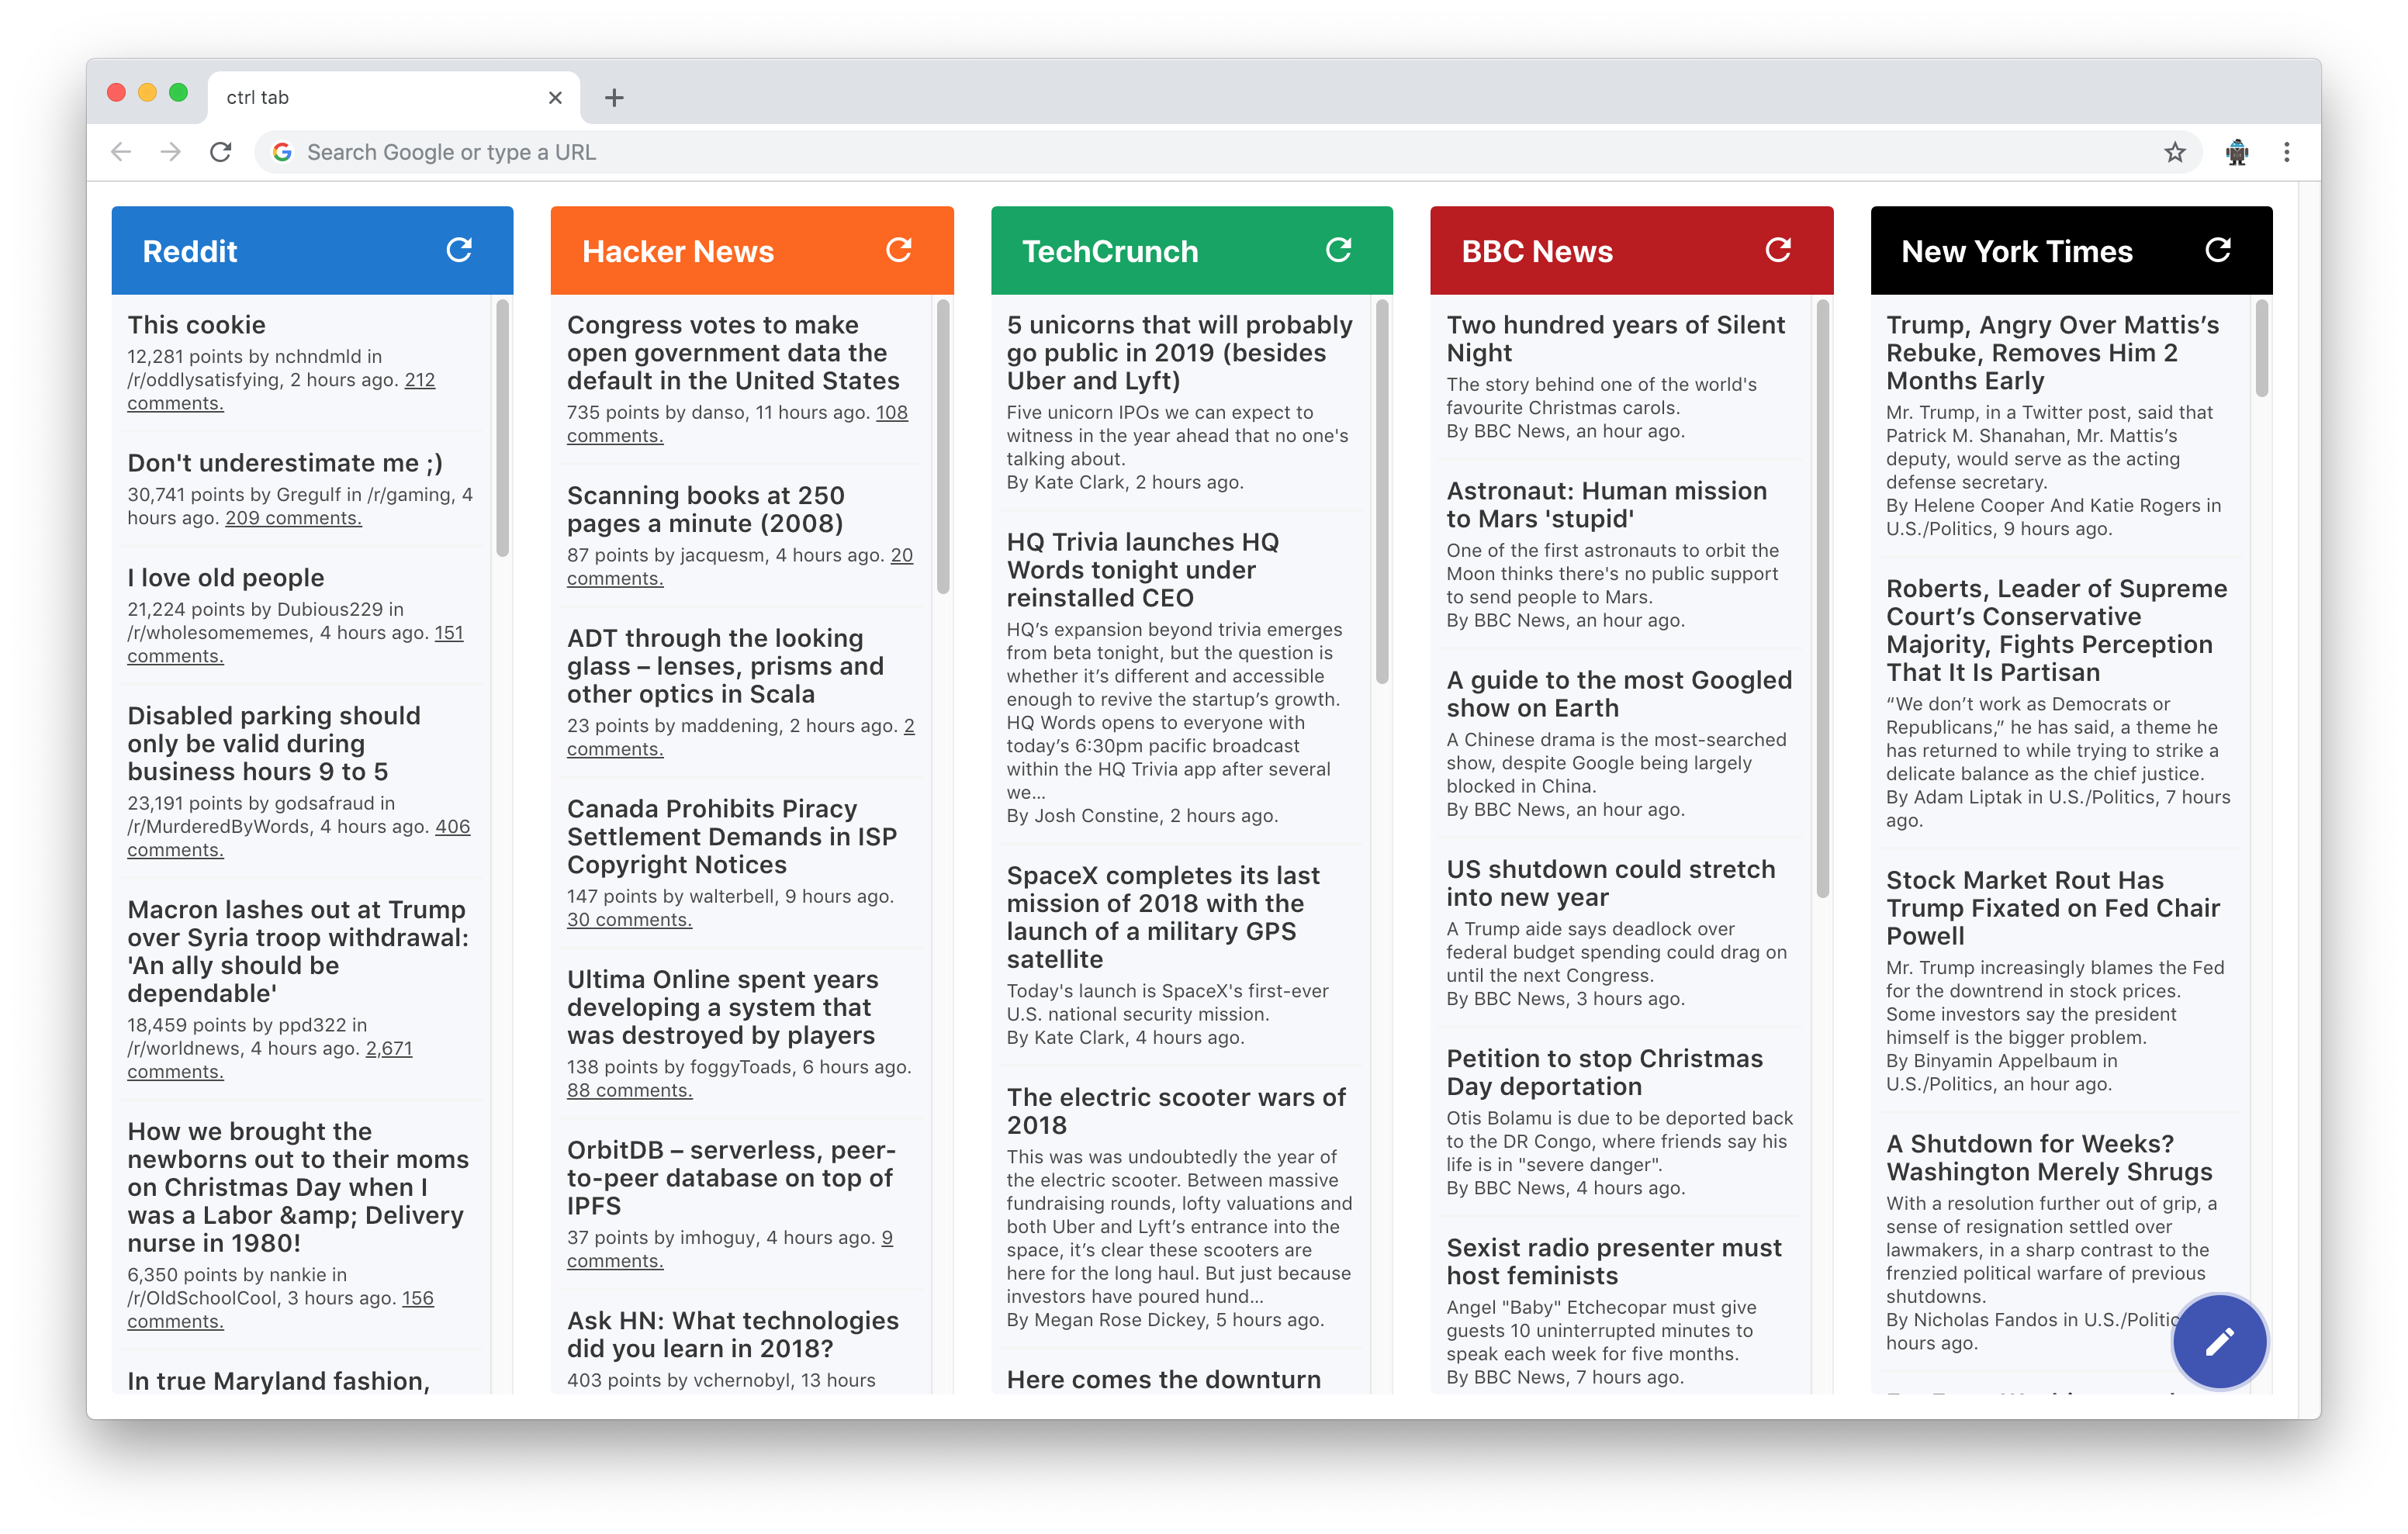 ctrl tab
Search Google or type a URL
Reddit
This cookie
12,281 points by nchndmld in
/r/oddlysatisfying, 2 hours ago. 212
comments.
Don't underestimate me ;)
30,741 points by Gregulf in /r/gaming, 4
hours ago. 209 comments.
I love old people
21,224 points by Dubious229 in
/r/wholesomememes, 4 hours ago. 151
comments.
Disabled parking should
only be valid during
business hours 9 to 5
23,191 points by godsafraud in
/r/MurderedByWords, 4 hours ago. 406
comments.
Macron lashes out at Trump
over Syria troop withdrawal:
'An ally should be
dependable'
18,459 points by ppd322 in
/r/worldnews, 4 hours ago. 2,671
comments.
How we brought the
newborns out to their moms
on Christmas Day when I
was a Labor &amp; Delivery
nurse in 1980!
6,350 points by nankie in
/r/OldSchoolCool, 3 hours ago. 156
comments.
In true Maryland fashion,
Hacker News
Congress votes to make
open government data the
default in the United States
735 points by danso, 11 hours ago. 108
comments.
Scanning books at 250
pages a minute (2008)
87 points by jacquesm, 4 hours ago. 20
comments.
ADT through the looking
glass – lenses, prisms and
other optics in Scala
23 points by maddening, 2 hours ago. 2
comments.
Canada Prohibits Piracy
Settlement Demands in ISP
Copyright Notices
147 points by walterbell, 9 hours ago.
30 comments.
Ultima Online spent years
developing a system that
was destroyed by players
138 points by foggyToads, 6 hours ago.
88 comments.
OrbitDB – serverless, peer-
to-peer database on top of
IPFS
37 points by imhoguy, 4 hours ago. 9
comments.
Ask HN: What technologies
did you learn in 2018?
403 points by vchernobyl, 13 hours
TechCrunch
5 unicorns that will probably
go public in 2019 (besides
Uber and Lyft)
Five unicorn IPOs we can expect to
witness in the year ahead that no one's
talking about.
By Kate Clark, 2 hours ago.
HQ Trivia launches HQ
Words tonight under
reinstalled CEO
HQ’s expansion beyond trivia emerges
from beta tonight, but the question is
whether it’s different and accessible
enough to revive the startup’s growth.
HQ Words opens to everyone with
today’s 6:30pm pacific broadcast
within the HQ Trivia app after several
we...
By Josh Constine, 2 hours ago.
SpaceX completes its last
mission of 2018 with the
launch of a military GPS
satellite
Today's launch is SpaceX's first-ever
U.S. national security mission.
By Kate Clark, 4 hours ago.
The electric scooter wars of
2018
This was was undoubtedly the year of
the electric scooter. Between massive
fundraising rounds, lofty valuations and
both Uber and Lyft’s entrance into the
space, it’s clear these scooters are
here for the long haul. But just because
investors have poured hund...
By Megan Rose Dickey, 5 hours ago.
Here comes the downturn
BBC News
Two hundred years of Silent
Night
The story behind one of the world's
favourite Christmas carols.
By BBC News, an hour ago.
Astronaut: Human mission
to Mars 'stupid'
One of the first astronauts to orbit the
Moon thinks there's no public support
to send people to Mars.
By BBC News, an hour ago.
A guide to the most Googled
show on Earth
A Chinese drama is the most-searched
show, despite Google being largely
blocked in China.
By BBC News, an hour ago.
US shutdown could stretch
into new year
A Trump aide says deadlock over
federal budget spending could drag on
until the next Congress.
By BBC News, 3 hours ago.
Petition to stop Christmas
Day deportation
Otis Bolamu is due to be deported back
to the DR Congo, where friends say his
life is in "severe danger".
By BBC News, 4 hours ago.
Sexist radio presenter must
host feminists
Angel "Baby" Etchecopar must give
guests 10 uninterrupted minutes to
speak each week for five months.
By BBC News, 7 hours ago.
New York Times
Trump, Angry Over Mattis’s
Rebuke, Removes Him 2
Months Early
Mr. Trump, in a Twitter post, said that
Patrick M. Shanahan, Mr. Mattis’s
deputy, would serve as the acting
defense secretary.
By Helene Cooper And Katie Rogers in
U.S./Politics, 9 hours ago.
Roberts, Leader of Supreme
Court’s Conservative
Majority, Fights Perception
That It Is Partisan
“We don’t work as Democrats or
Republicans,” he has said, a theme he
has returned to while trying to strike a
delicate balance as the chief justice.
By Adam Liptak in U.S./Politics, 7 hours
ago.
Stock Market Rout Has
Trump Fixated on Fed Chair
Powell
Mr. Trump increasingly blames the Fed
for the downtrend in stock prices.
Some investors say the president
himself is the bigger problem.
By Binyamin Appelbaum in
U.S./Politics, an hour ago.
A Shutdown for Weeks?
Washington Merely Shrugs
With a resolution further out of grip, a
sense of resignation settled over
lawmakers, in a sharp contrast to the
frenzied political warfare of previous
shutdowns.
By Nicholas Fandos in U.S./Politic
hours ago.